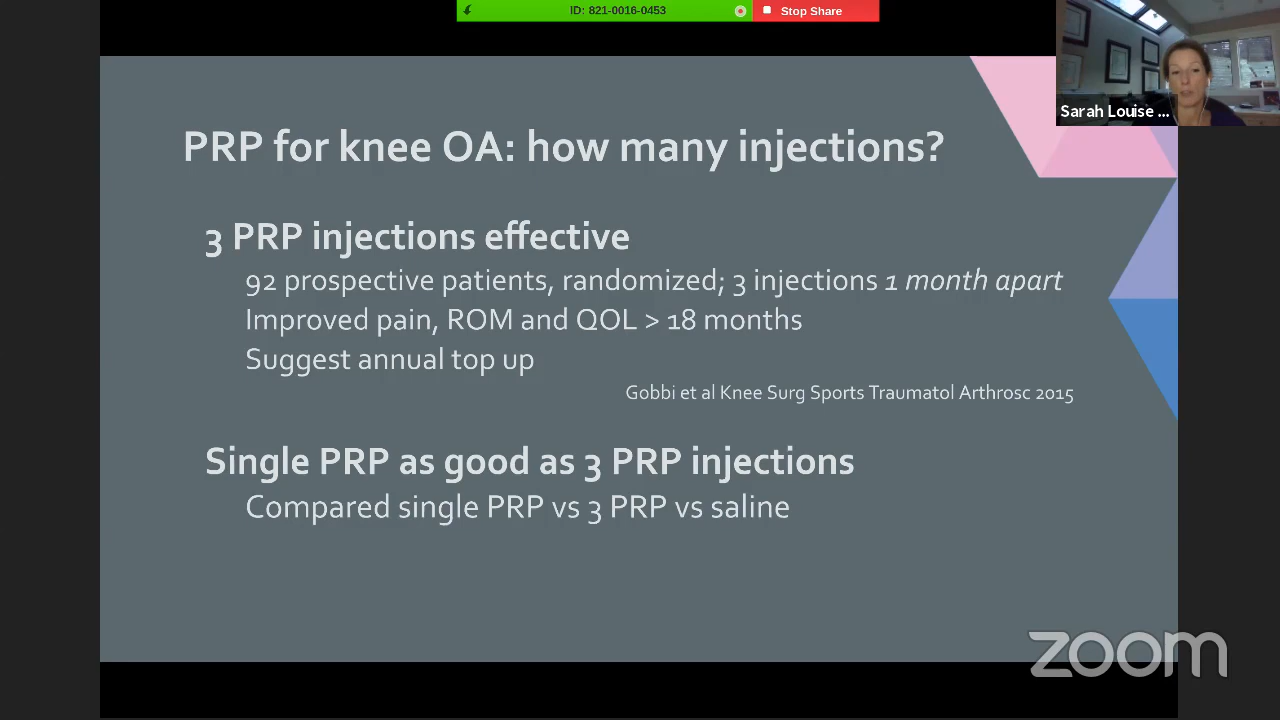 ID: 821-0016-0453
Stop Share
Sarah Louise ...
PRP for knee OA: how many injections?
3 PRP injections effective
92 prospective patients, randomized; 3 injections 1 month apart
Improved pain, ROM and QOL > 18 months
Suggest annual top up
Gobbi et al Knee Surg Sports Traumatol Arthrosc 2015
Single PRP as good as 3 PRP injections
Compared single PRP vs 3 PRP vs saline
zoom